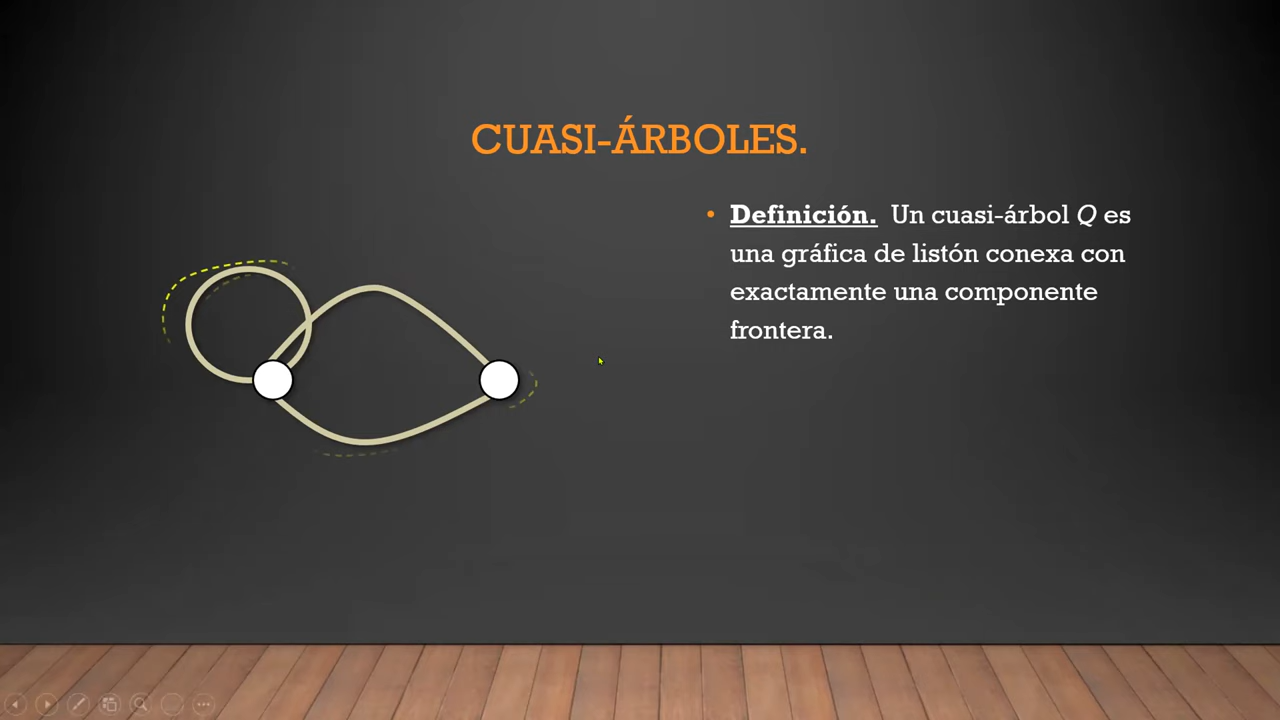 CUASI-ÁRBOLES.
• Definición. Un cuasi-árbol Q es
una gráfica de listón conexa con
exactamente una componente
frontera.